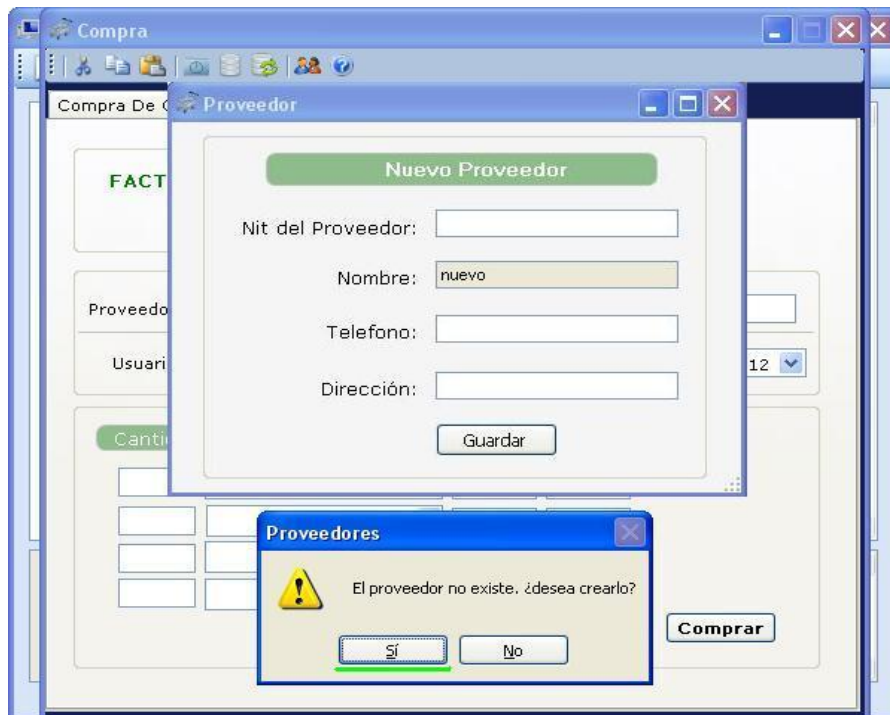 Compra
Compra De
Proveedor
Nuevo Proveedor
FACT
Nit del Proveedor:
Nombre: nuevo
Proveedo
Telefono:
Usuari
12
Dirección:
Guardar
Canti
Proveedores
El proveedor no existe. ¿desea crearlo?
Comprar
Sí No